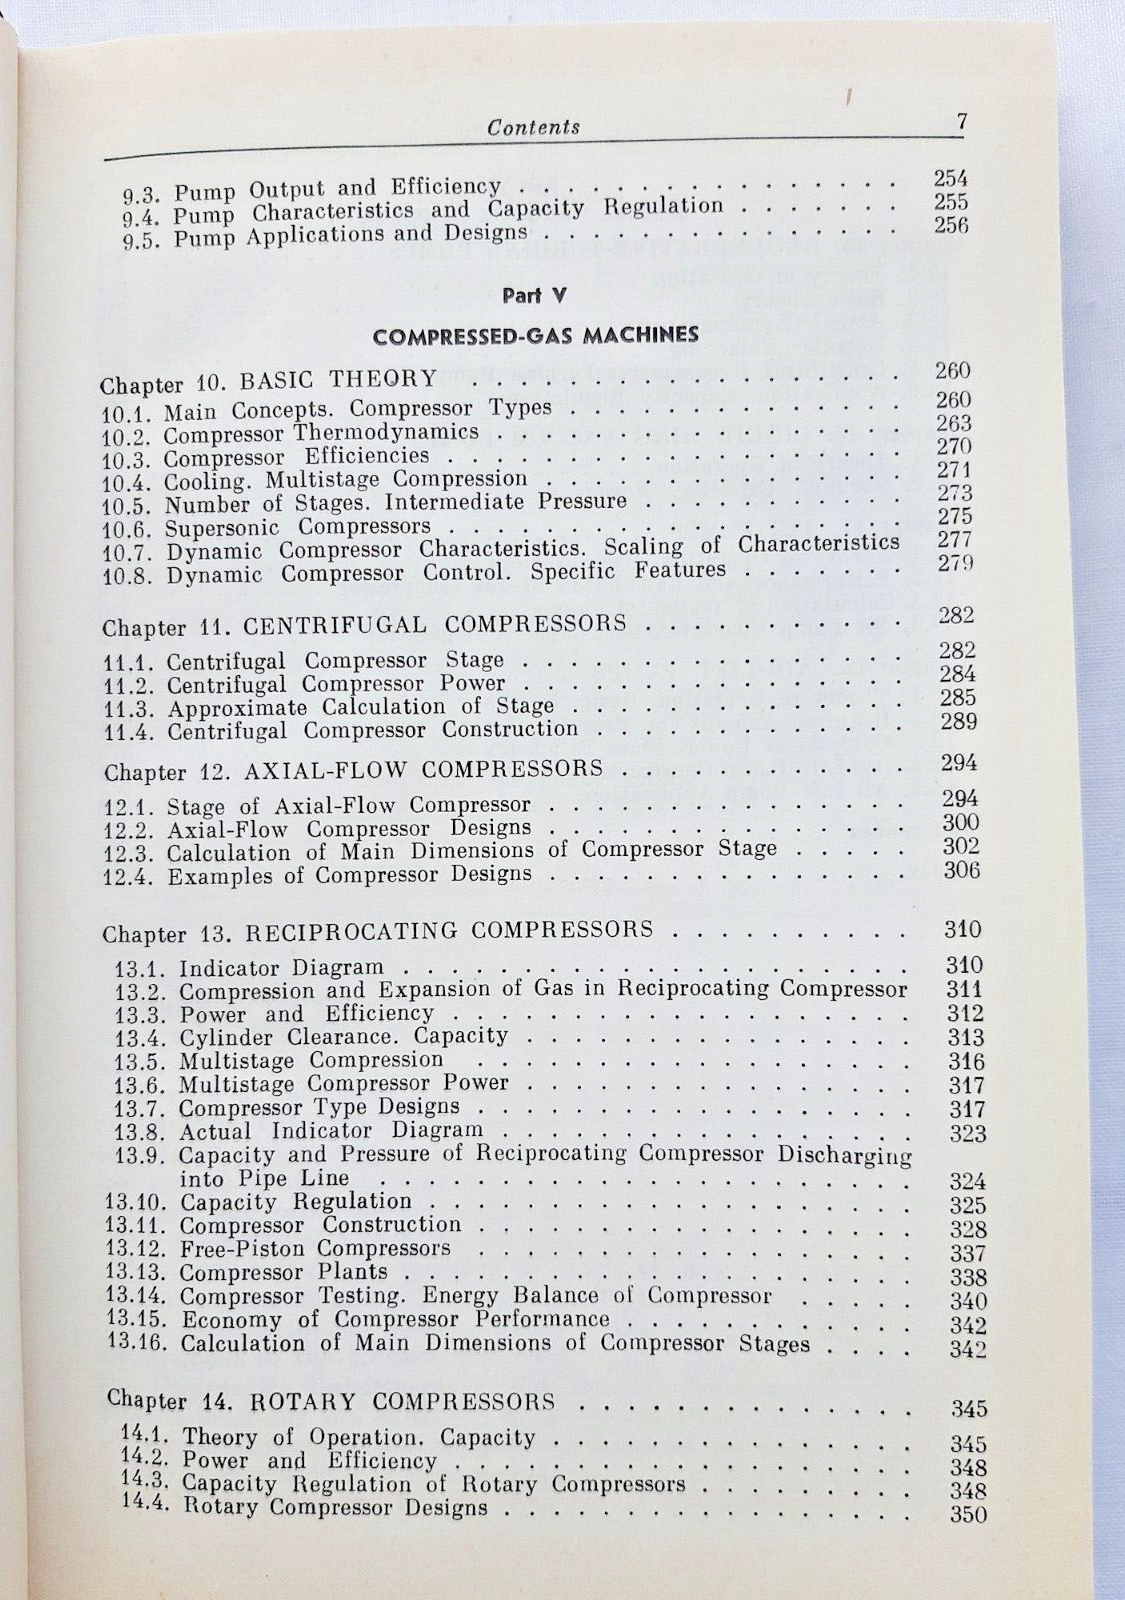 Contents 7
9.3. Pump Output and Efficiency . . . . . . . . . . . . . . . . 254
9.4. Pump Characteristics and Capacity Regulation . . . . . . . 255
9.5. Pump Applications and Designs . . . . . . . . . . . . . . . 256
Part V
COMPRESSED-GAS MACHINES
Chapter 10. BASIC THEORY . . . . . . . . . . . . . . . . . . 260
10.1. Main Concepts. Compressor Types . . . . . . . . . . . . . . 260
10.2. Compressor Thermodynamics . . . . . . . . . . . . . . . . . 263
10.3. Compressor Efficiencies . . . . . . . . . . . . . . . . . . . 270
10.4. Cooling. Multistage Compression . . . . . . . . . . . . . . . 271
10.5. Number of Stages. Intermediate Pressure . . . . . . . . . . . 273
10.6. Supersonic Compressors . . . . . . . . . . . . . . . . . . . 275
10.7. Dynamic Compressor Characteristics. Scaling of Characteristics 277
10.8. Dynamic Compressor Control. Specific Features . . . . . . . 279
Chapter 11. CENTRIFUGAL COMPRESSORS . . . . . . . . . . . 282
11.1. Centrifugal Compressor Stage . . . . . . . . . . . . . . . . 282
11.2. Centrifugal Compressor Power . . . . . . . . . . . . . . . . 284
11.3. Approximate Calculation of Stage . . . . . . . . . . . . . . 285
11.4. Centrifugal Compressor Construction . . . . . . . . . . . . . 289
Chapter 12. AXIAL-FLOW COMPRESSORS . . . . . . . . . . . . 294
12.1. Stage of Axial-Flow Compressor . . . . . . . . . . . . . . . 294
12.2. Axial-Flow Compressor Designs . . . . . . . . . . . . . . . 300
12.3. Calculation of Main Dimensions of Compressor Stage . . . . . 302
12.4. Examples of Compressor Designs . . . . . . . . . . . . . . . 306
Chapter 13. RECIPROCATING COMPRESSORS . . . . . . . . . . 310
13.1. Indicator Diagram . . . . . . . . . . . . . . . . . . . . . 310
13.2. Compression and Expansion of Gas in Reciprocating Compressor 311
13.3. Power and Efficiency . . . . . . . . . . . . . . . . . . . 312
13.4. Cylinder Clearance. Capacity . . . . . . . . . . . . . . . . 313
13.5. Multistage Compression . . . . . . . . . . . . . . . . . . 316
13.6. Multistage Compressor Power . . . . . . . . . . . . . . . . 317
13.7. Compressor Type Designs . . . . . . . . . . . . . . . . . . 317
13.8. Actual Indicator Diagram . . . . . . . . . . . . . . . . . 323
13.9. Capacity and Pressure of Reciprocating Compressor Discharging
into Pipe Line . . . . . . . . . . . . . . . . . . . . . . 324
13.10. Capacity Regulation . . . . . . . . . . . . . . . . . . . . 325
13.11. Compressor Construction . . . . . . . . . . . . . . . . . . 328
13.12. Free-Piston Compressors . . . . . . . . . . . . . . . . . . 337
13.13. Compressor Plants . . . . . . . . . . . . . . . . . . . . . 338
13.14. Compressor Testing. Energy Balance of Compressor . . . . . 340
13.15. Economy of Compressor Performance . . . . . . . . . . . . 342
13.16. Calculation of Main Dimensions of Compressor Stages . . . . 342
Chapter 14. ROTARY COMPRESSORS . . . . . . . . . . . . . . 345
14.1. Theory of Operation. Capacity . . . . . . . . . . . . . . . 345
14.2. Power and Efficiency . . . . . . . . . . . . . . . . . . . 348
14.3. Capacity Regulation of Rotary Compressors . . . . . . . . . 348
14.4. Rotary Compressor Designs . . . . . . . . . . . . . . . . . 350